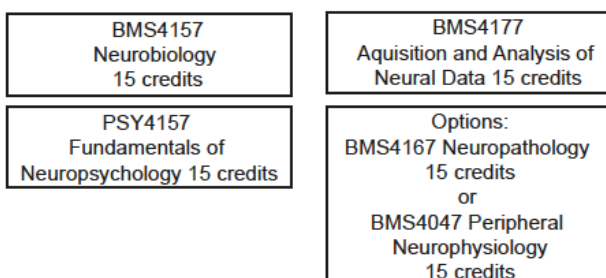 BMS4157
Neurobiology
15 credits
BMS4177
Aquisition and Analysis of
Neural Data 15 credits
PSY4157
Fundamentals of
Neuropsychology 15 credits
Options:
BMS4167 Neuropathology
15 credits
or
BMS4047 Peripheral
Neurophysiology
15 credits